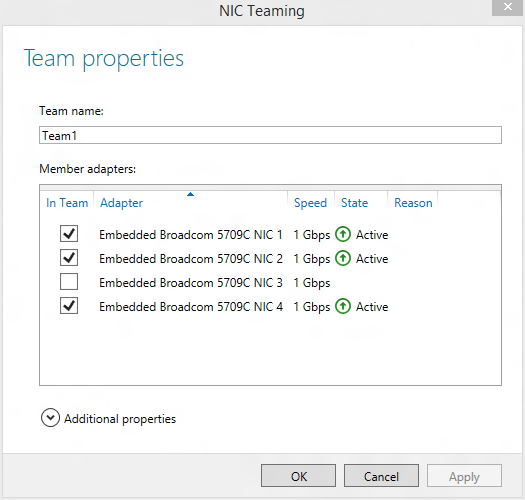 NIC Teaming
Team properties
Team name:
Team1
Member adapters:
In Team Adapter Speed State Reason
Embedded Broadcom 5709C NIC 1 1 Gbps Active
Embedded Broadcom 5709C NIC 2 1 Gbps Active
Embedded Broadcom 5709C NIC 3 1 Gbps
Embedded Broadcom 5709C NIC 4 1 Gbps Active
Additional properties
OK Cancel Apply